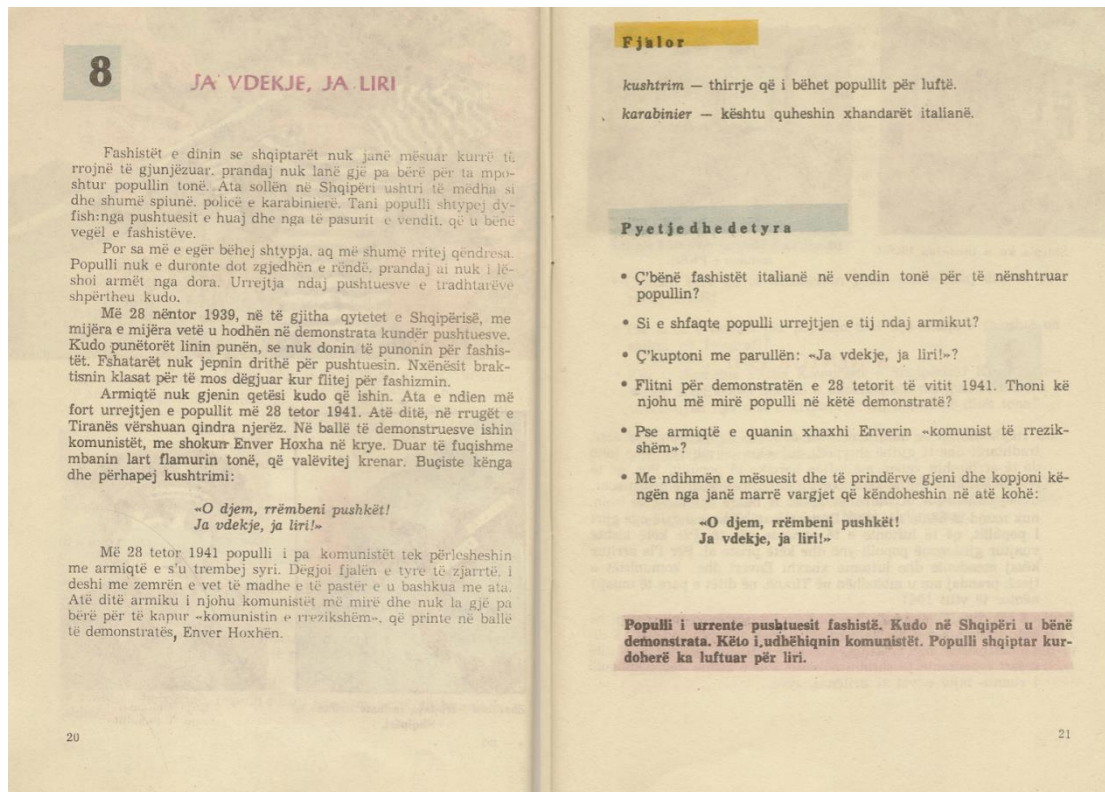 8
JA VDEKJE, JA LIRI
Fashistët e dinin se shqiptarët nuk janë mësuar kurrë të
rrojnë të gjunjëzuar, prandaj nuk lanë gjë pa bërë për ta mpo-
shtur popullin tonë. Ata sollën në Shqipëri ushtri të mëdha si
dhe shumë spiunë, policë e karabinierë. Tani populli shtypej dy-
fish:nga pushtuesit e huaj dhe nga të pasurit e vendit, që u bënë
vegël e fashistëve.
Por sa më e egër bëhej shtypja, aq më shumë rritej qëndresa.
Populli nuk e duronte dot zgjedhën e rëndë, prandaj ai nuk i lë-
shoi armët nga dora. Urrejtja ndaj pushtuesve e tradhtarëve
shpërtheu kudo.
Më 28 nëntor 1939, në të gjitha qytetet e Shqipërisë, me
mijëra e mijëra vetë u hodhën në demonstrata kundër pushtuesve.
Kudo punëtorët linin punën, se nuk donin të punonin për fashis-
tët. Fshatarët nuk jepnin drithë për pushtuesin. Nxënësit brak-
tisnin klasat për të mos dëgjuar kur flitej për fashizmin.
Armiqtë nuk gjenin qetësi kudo që ishin. Ata e ndien më
fort urrejtjen e popullit më 28 tetor 1941. Atë ditë, në rrugët e
Tiranës vërshuan qindra njerëz. Në ballë të demonstruesve ishin
komunistët, me shokun Enver Hoxha në krye. Duar të fuqishme
mbanin lart flamurin tonë, që valëvitej krenar. Buçiste kënga
dhe përhapej kushtrimi:
«O djem, rrëmbeni pushkët!
Ja vdekje, ja liri!»
Më 28 tetor 1941 populli i pa komunistët tek përlesheshin
me armiqtë e s'u trembej syri. Dëgjoi fjalën e tyre të zjarrtë, i
deshi me zemrën e vet të madhe e të pastër e u bashkua me ata.
Atë ditë armiku i njohu komunistët më mirë dhe nuk la gjë pa
bërë për të kapur «komunistin e rrezikshëm», që printe në ballë
të demonstratës, Enver Hoxhën.
20
Fjalor
kushtrim — thirrje që i bëhet popullit për luftë.
karabinier — kështu quheshin xhandarët italianë.
Pyetje dhe detyra
• Ç'bënë fashistët italianë në vendin tonë për të nënshtruar
popullin?
• Si e shfaqte populli urrejtjen e tij ndaj armikut?
• Ç'kuptoni me parullën: «Ja vdekje, ja liri!»?
• Flitni për demonstratën e 28 tetorit të vitit 1941. Thoni kë
njohu më mirë populli në këtë demonstratë?
• Pse armiqtë e quanin xhaxhi Enverin «komunist të rrezik-
shëm»?
• Me ndihmën e mësuesit dhe të prindërve gjeni dhe kopjoni kë-
ngën nga janë marrë vargjet që këndoheshin në atë kohë:
«O djem, rrëmbeni pushkët!
Ja vdekje, ja liri!»
Populli i urrente pushtuesit fashistë. Kudo në Shqipëri u bënë
demonstrata. Këto i udhëhiqnin komunistët. Populli shqiptar kur-
doherë ka luftuar për liri.
21